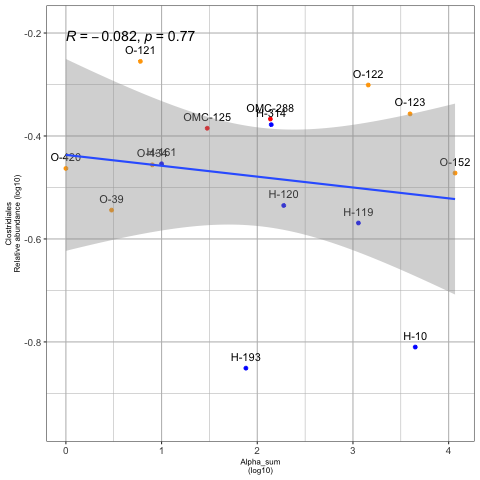 R = −0.082, p = 0.77
O-121
O-122
O-123
OMC-288
H-314
OMC-125
O-420
H-161
O-152
O-39
H-120
H-119
H-10
H-193
-0.2
-0.4
-0.6
-0.8
0
1
2
3
4
Clostridiales
Relative abundance (log10)
Alpha_sum
(log10)